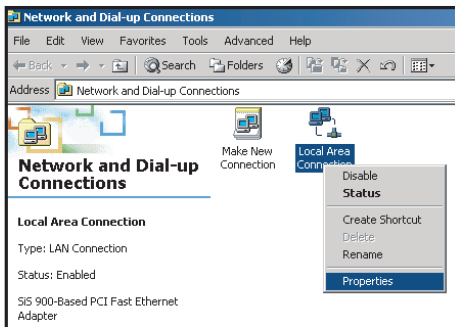 Network and Dial-up Connections
File Edit View Favorites Tools Advanced Help
Back Search Folders
Address Network and Dial-up Connections
Make New Connection
Local Area Connection
Network and Dial-up
Connections
Local Area Connection
Type: LAN Connection
Status: Enabled
SiS 900-Based PCI Fast Ethernet
Adapter
Disable
Status
Create Shortcut
Delete
Rename
Properties